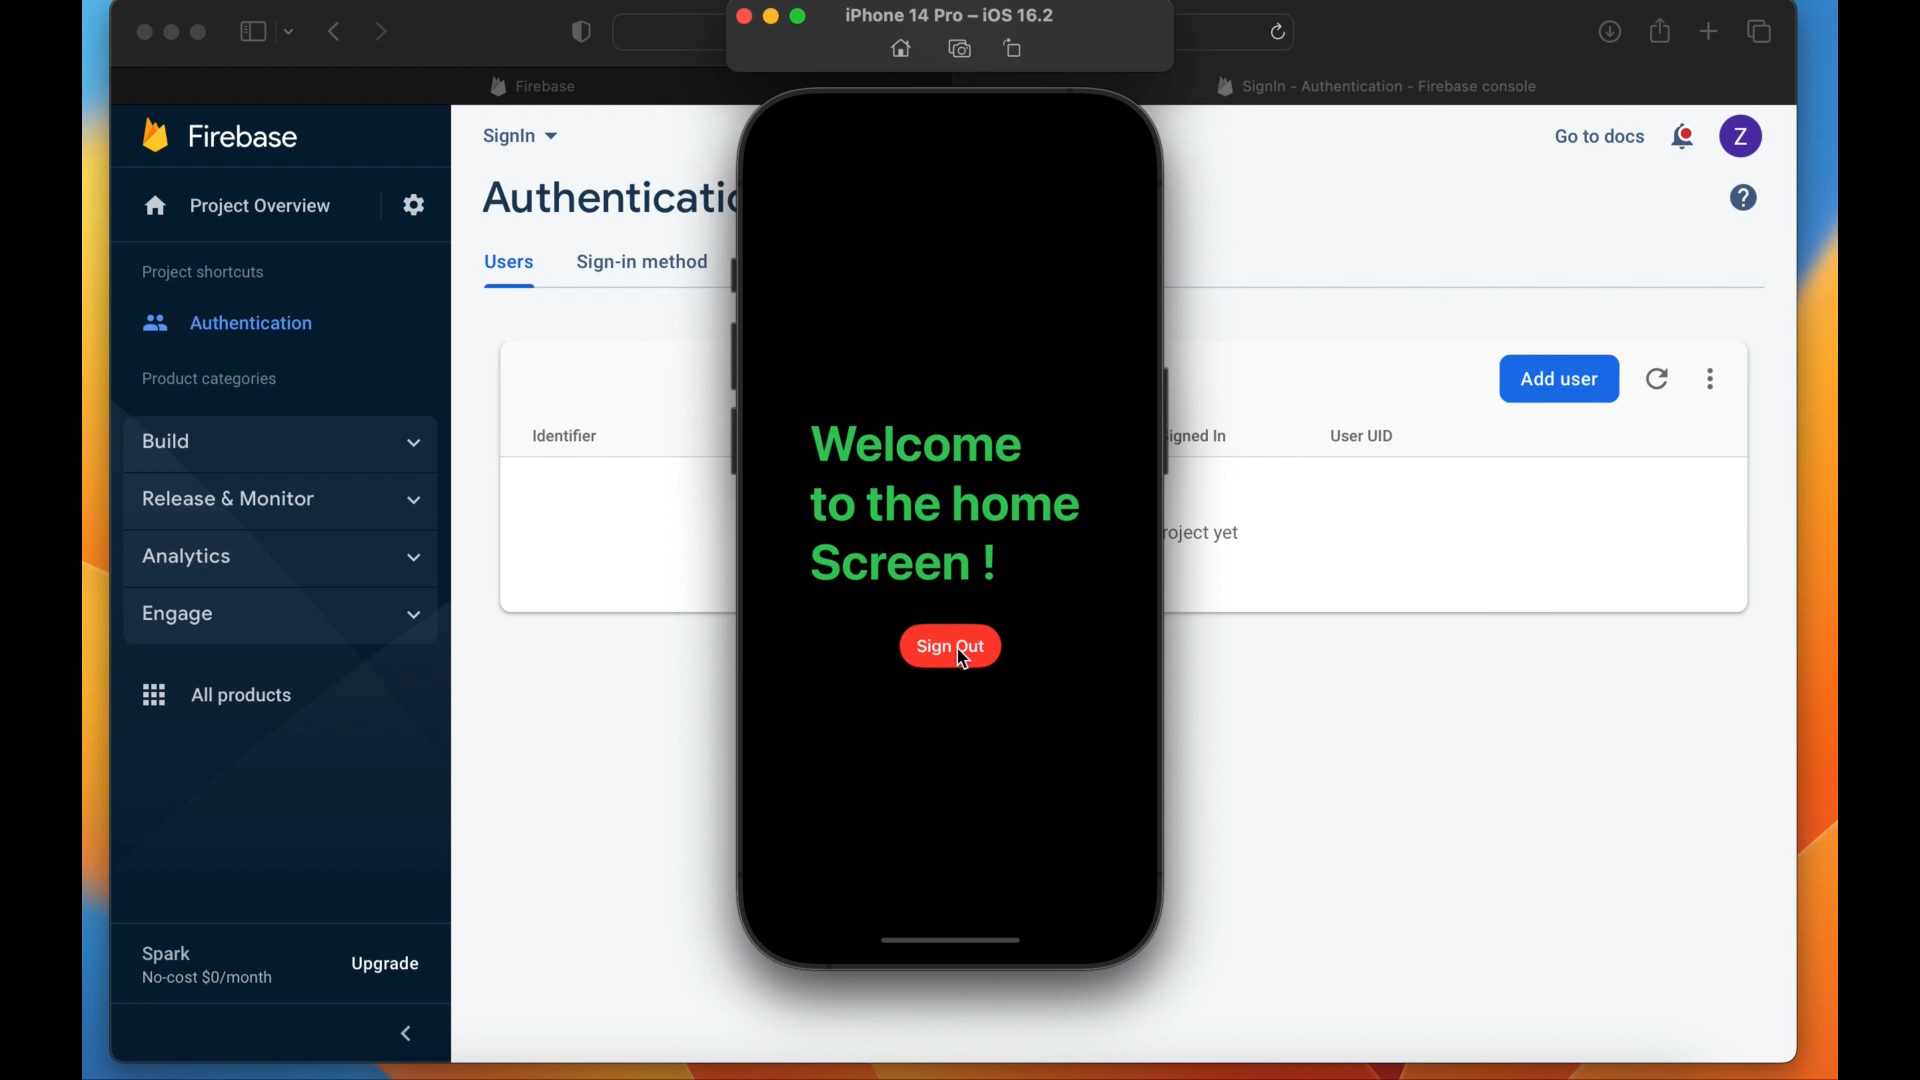 iPhone 14 Pro – iOS 16.2
Firebase
SignIn - Authentication - Firebase console
Firebase
SignIn
Go to docs
Z
Project Overview
Project shortcuts
Authentication
Product categories
Build
Release & Monitor
Analytics
Engage
All products
Spark
No-cost $0/month
Upgrade
Authenticatio
Users
Sign-in method
Add user
Identifier
igned In
User UID
roject yet
Welcome
to the home
Screen !
Sign Out